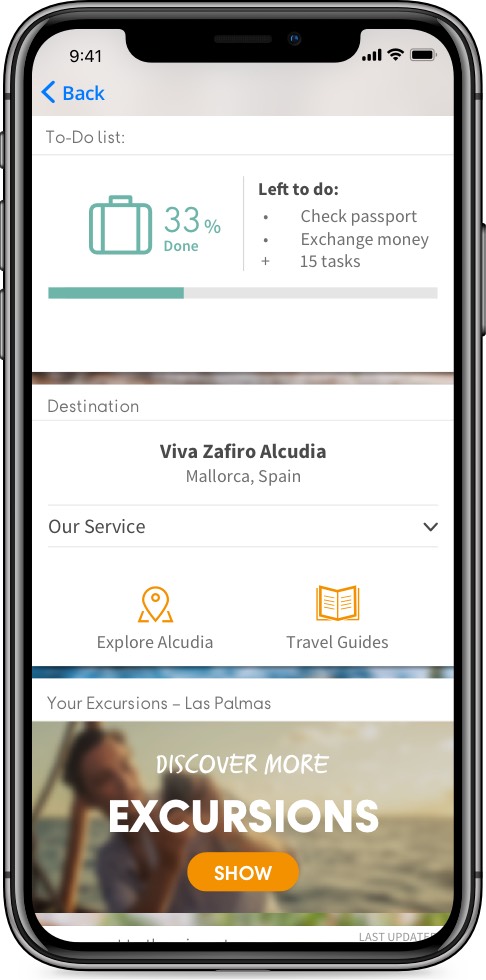 9:41
Back
To-Do list:
33 %
Done
Left to do:
• Check passport
• Exchange money
+ 15 tasks
Destination
Viva Zafiro Alcudia
Mallorca, Spain
Our Service
Explore Alcudia
Travel Guides
Your Excursions – Las Palmas
DISCOVER MORE
EXCURSIONS
SHOW
LAST UPDATED